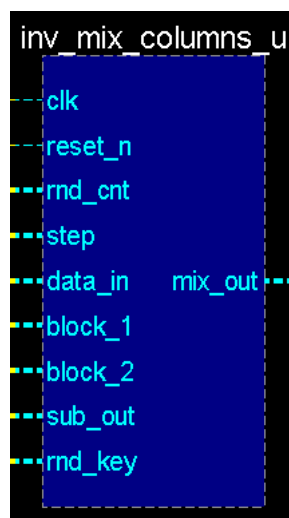 inv_mix_columns_u
clk
reset_n
rnd_cnt
step
data_in mix_out
block_1
block_2
sub_out
rnd_key